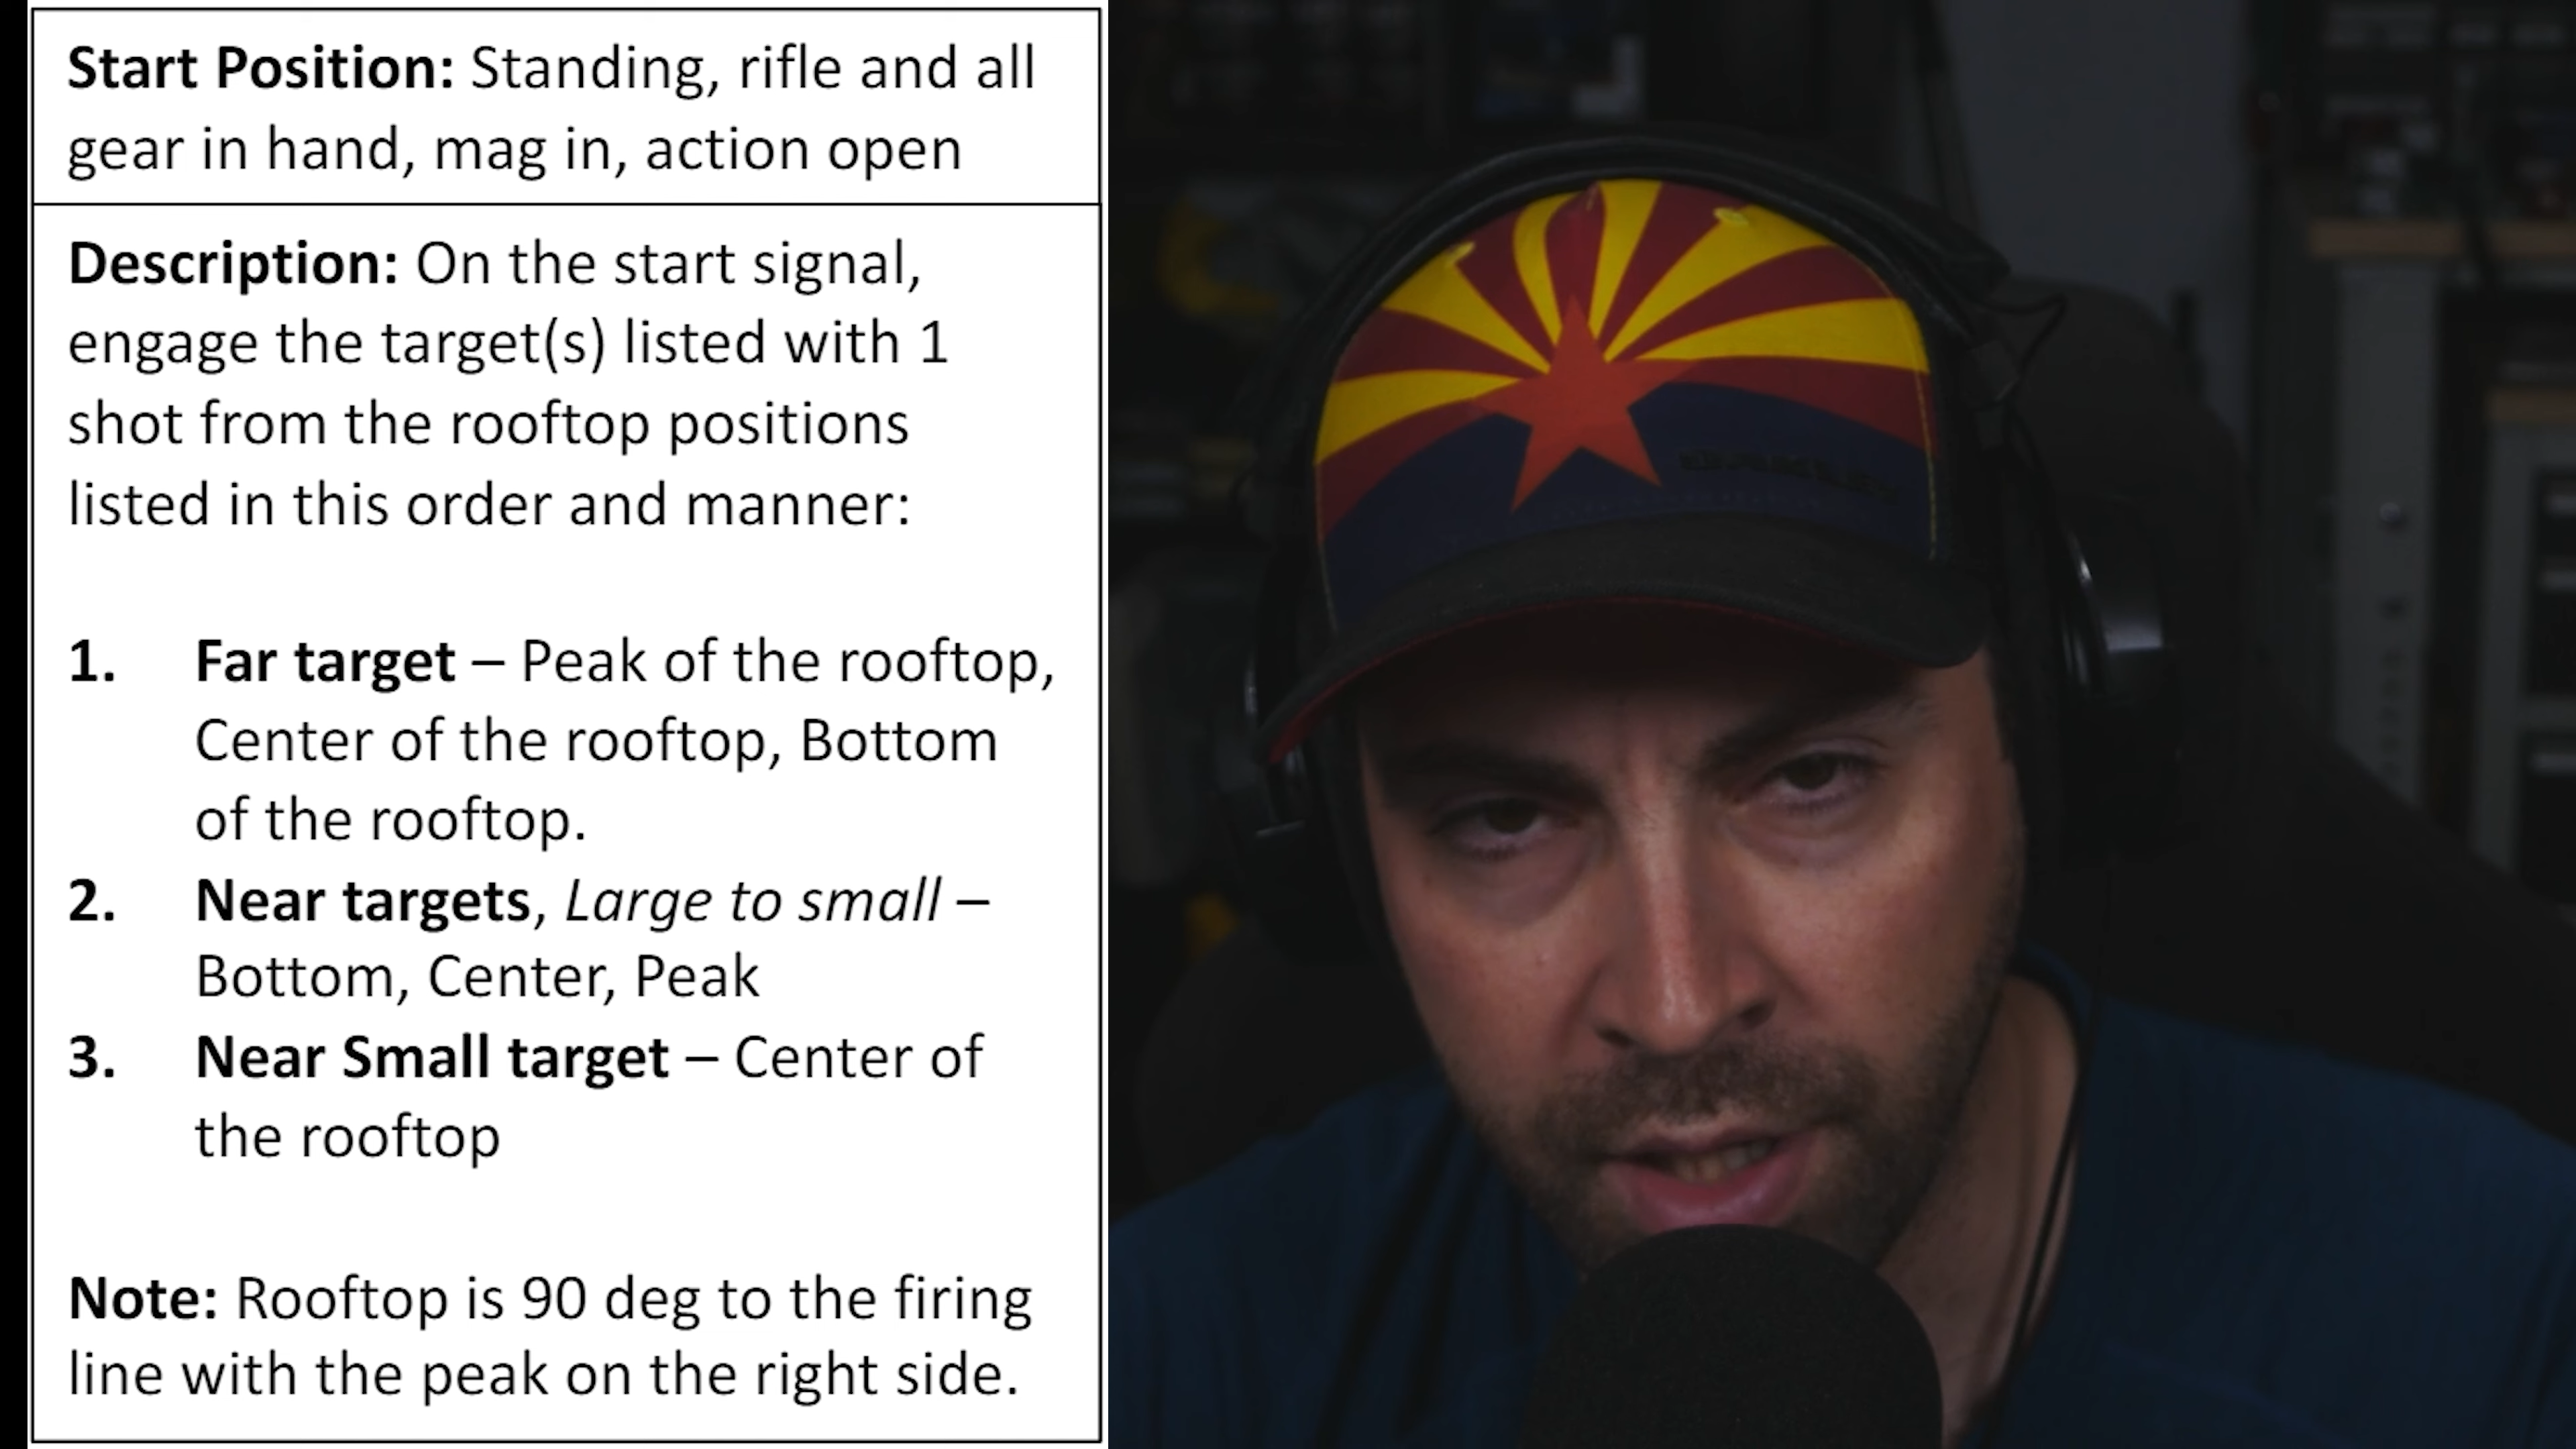 Start Position: Standing, rifle and all
gear in hand, mag in, action open
Description: On the start signal,
engage the target(s) listed with 1
shot from the rooftop positions
listed in this order and manner:
1. Far target – Peak of the rooftop,
Center of the rooftop, Bottom
of the rooftop.
2. Near targets, Large to small –
Bottom, Center, Peak
3. Near Small target – Center of
the rooftop
Note: Rooftop is 90 deg to the firing
line with the peak on the right side.